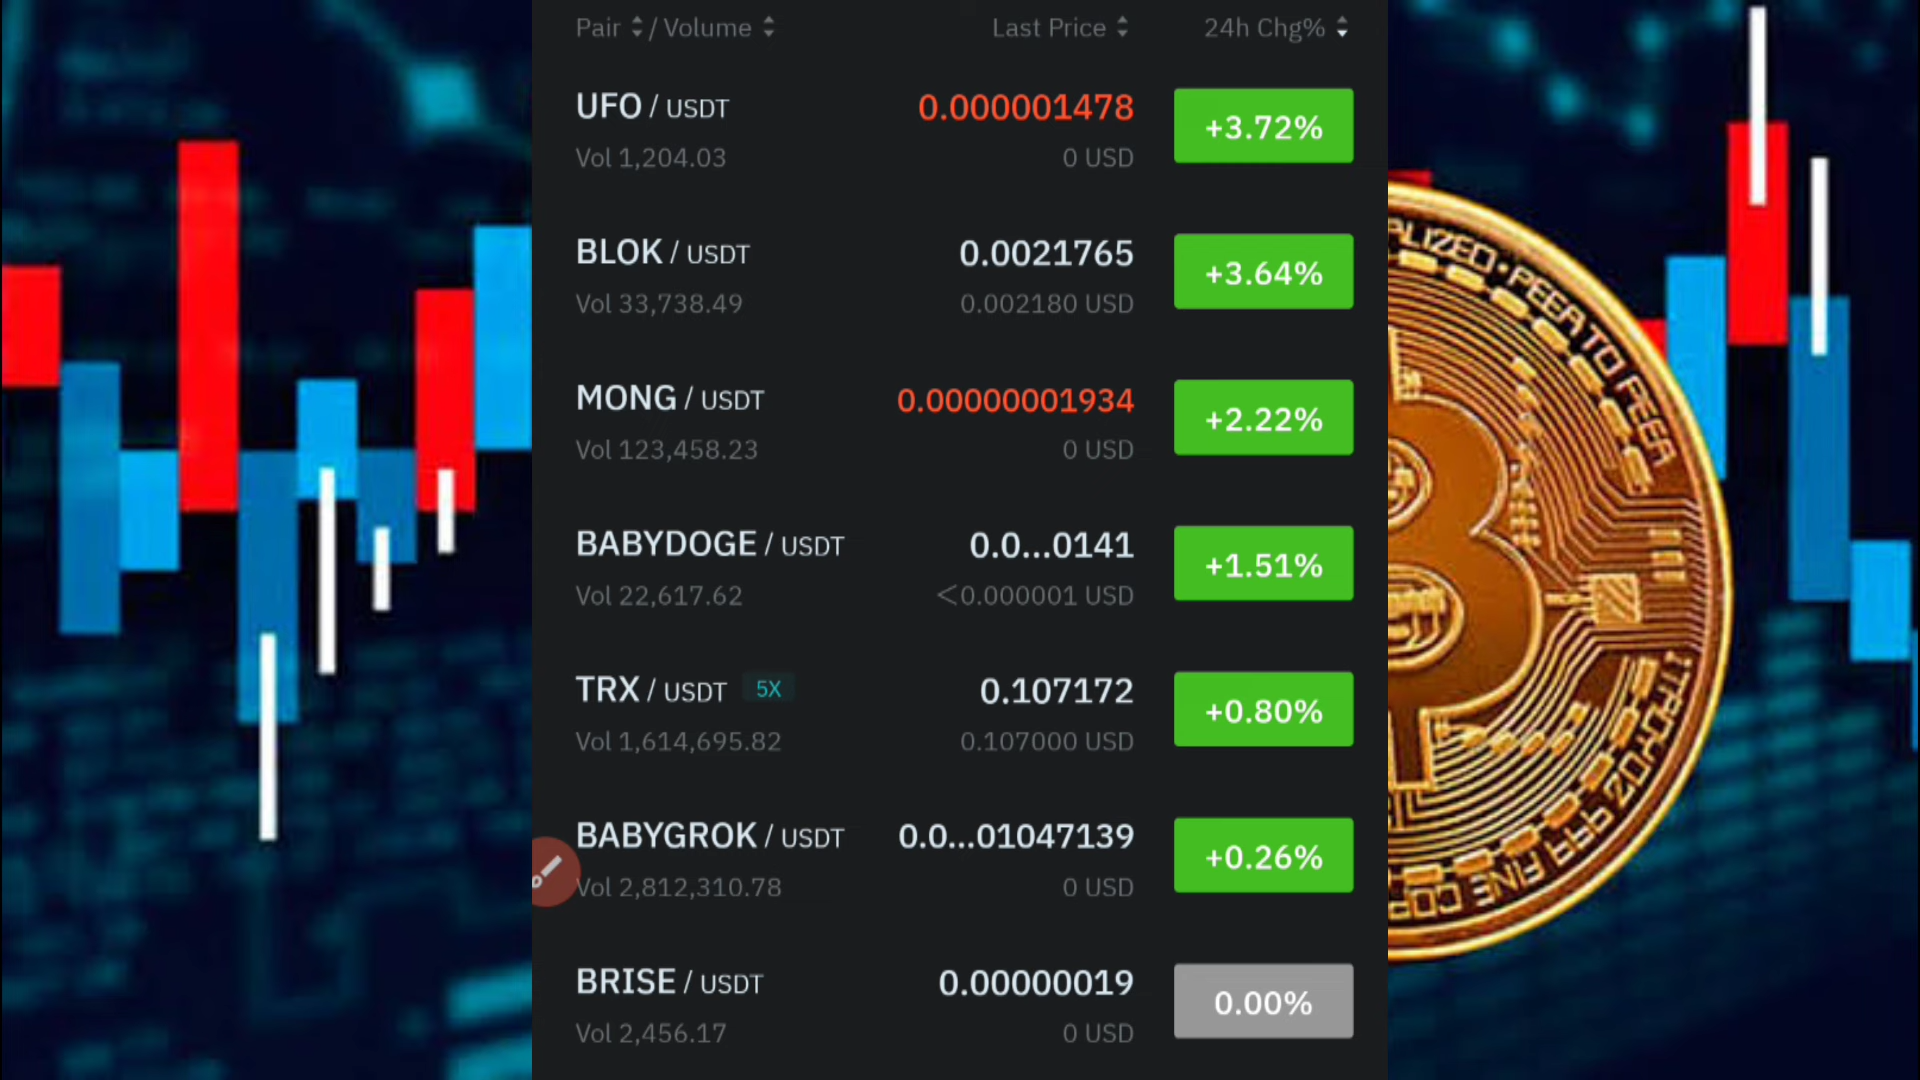 Pair / Volume Last Price 24h Chg%
UFO / USDT 0.000001478 +3.72%
Vol 1,204.03 0 USD
BLOK / USDT 0.0021765 +3.64%
Vol 33,738.49 0.002180 USD
MONG / USDT 0.00000001934 +2.22%
Vol 123,458.23 0 USD
BABYDOGE / USDT 0.0...0141 +1.51%
Vol 22,617.62 <0.000001 USD
TRX / USDT 5X 0.107172 +0.80%
Vol 1,614,695.82 0.107000 USD
BABYGROK / USDT 0.0...01047139 +0.26%
Vol 2,812,310.78 0 USD
BRISE / USDT 0.00000019 0.00%
Vol 2,456.17 0 USD
PEER TO PEER